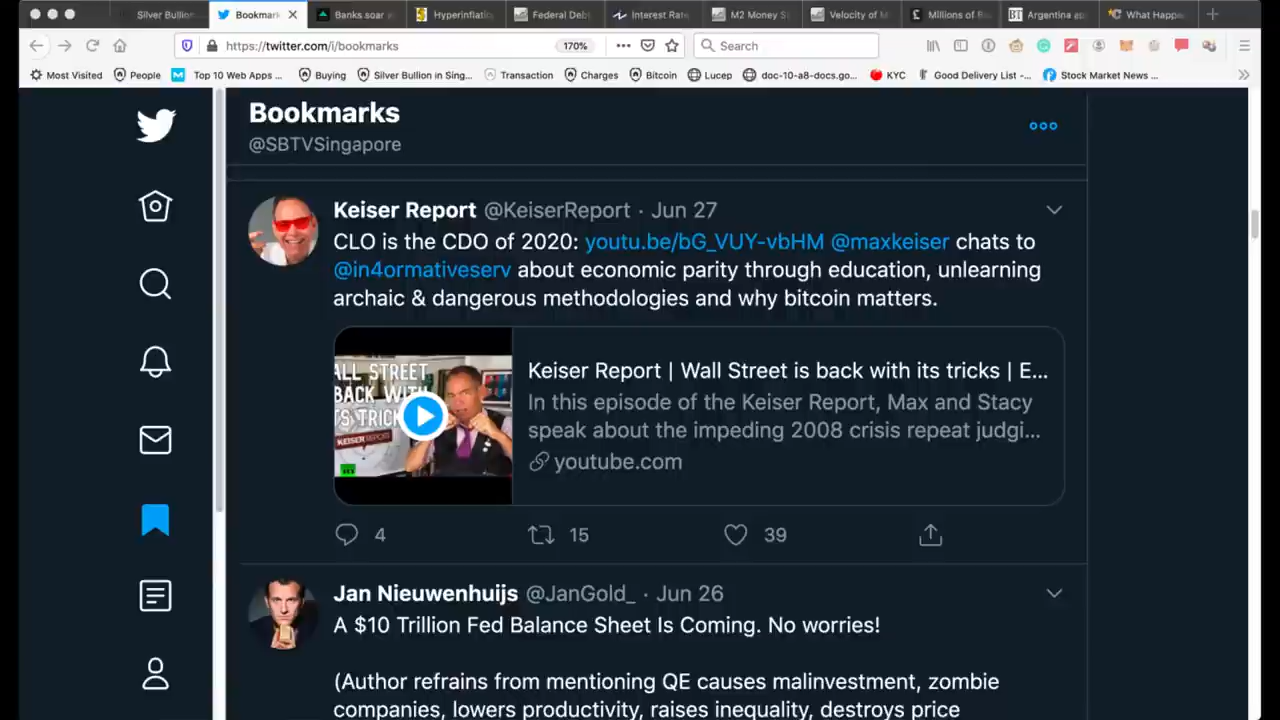 Silver Bullion
Bookmark
Banks soar a
Hyperinflatio
Federal Deb
Interest Rate
M2 Money S
Velocity of M
Millions of B
Argentina ap
What Happe
https://twitter.com/i/bookmarks
170%
Search
Most Visited
People
Top 10 Web Apps ...
Buying
Silver Bullion in Sing...
Transaction
Charges
Bitcoin
Lucep
doc-10-a8-docs.go...
KYC
Good Delivery List -...
Stock Market News ...
Bookmarks
@SBTVSingapore
Keiser Report @KeiserReport · Jun 27
CLO is the CDO of 2020: youtu.be/bG_VUY-vbHM @maxkeiser chats to
@in4ormativeserv about economic parity through education, unlearning
archaic & dangerous methodologies and why bitcoin matters.
ALL STREET
BACK WITH
TS TRICK
KEISER REPORT
RT
Keiser Report | Wall Street is back with its tricks | E...
In this episode of the Keiser Report, Max and Stacy
speak about the impeding 2008 crisis repeat judgi...
youtube.com
4
15
39
Jan Nieuwenhuijs @JanGold_ · Jun 26
A $10 Trillion Fed Balance Sheet Is Coming. No worries!
(Author refrains from mentioning QE causes malinvestment, zombie
companies, lowers productivity, raises inequality, destroys price